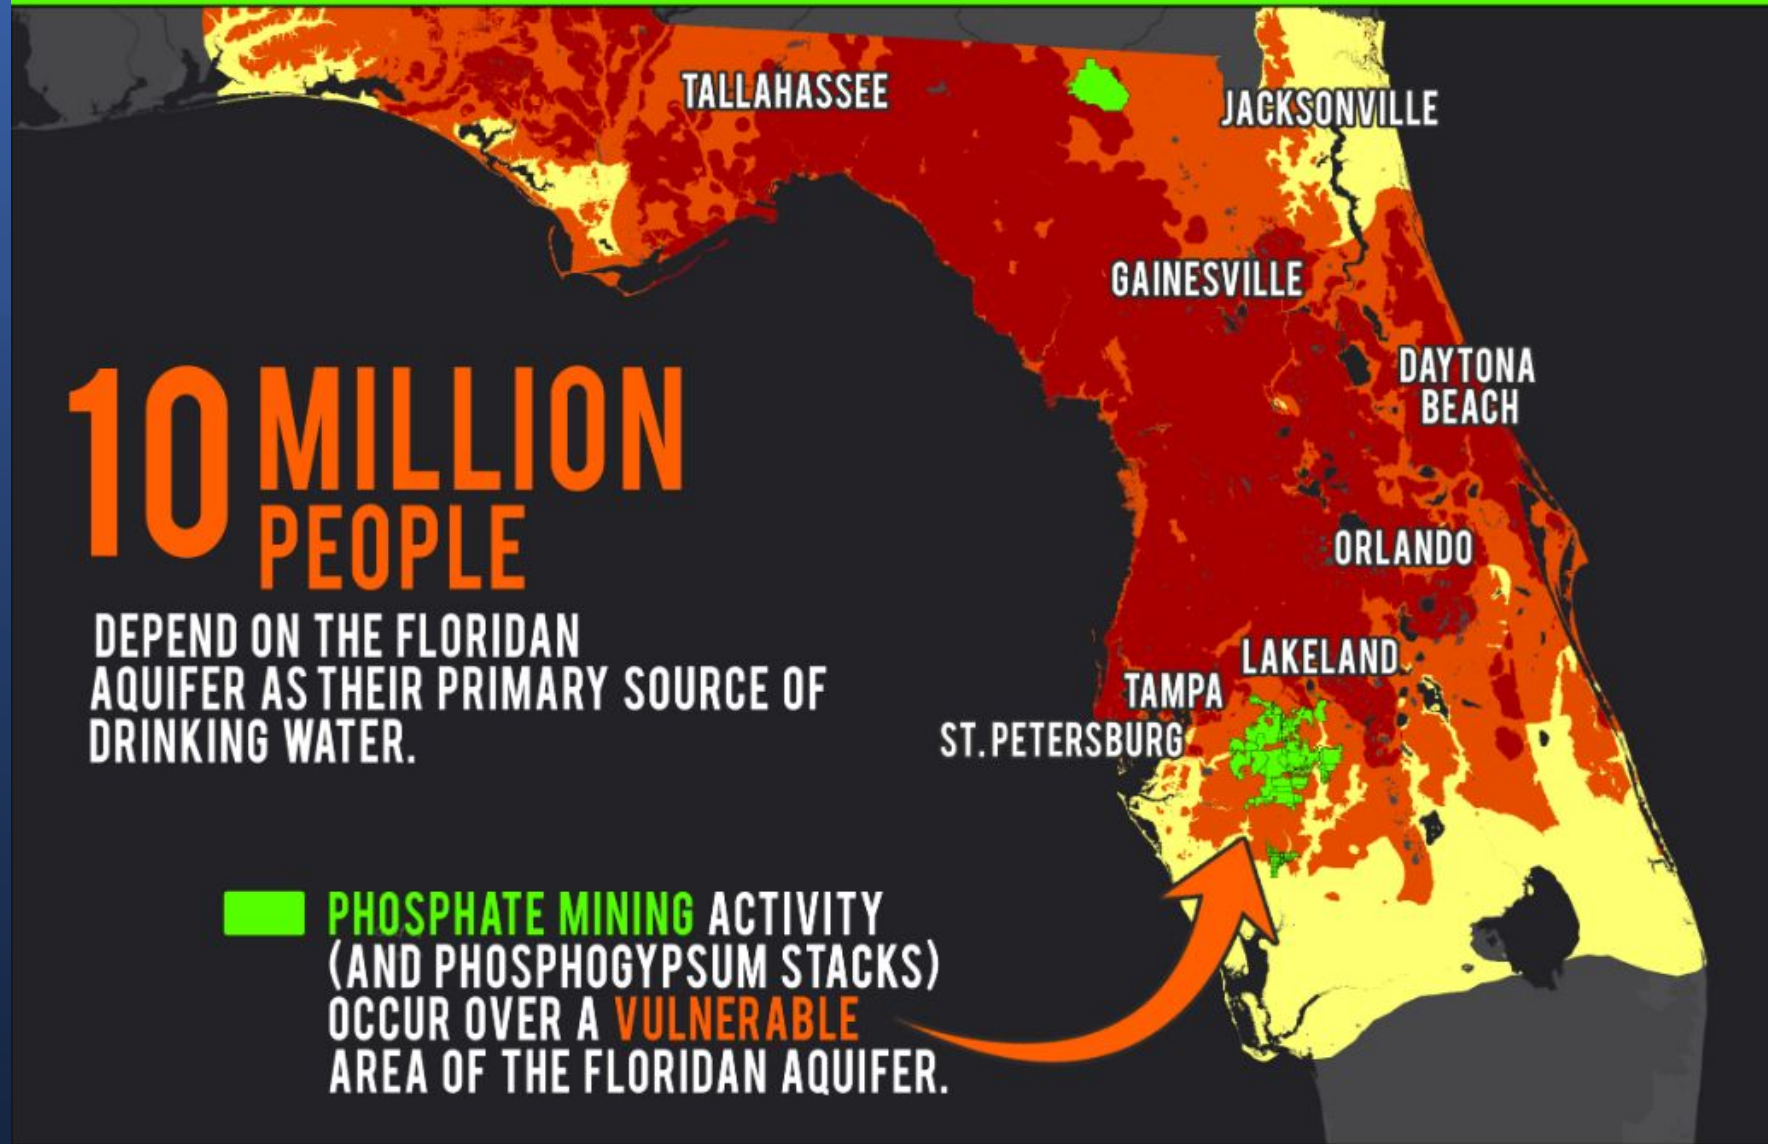 TALLAHASSEE
JACKSONVILLE
GAINESVILLE
DAYTONA
BEACH
ORLANDO
LAKELAND
TAMPA
ST. PETERSBURG
10 MILLION
PEOPLE
DEPEND ON THE FLORIDAN
AQUIFER AS THEIR PRIMARY SOURCE OF
DRINKING WATER.
PHOSPHATE MINING ACTIVITY
(AND PHOSPHOGYPSUM STACKS)
OCCUR OVER A VULNERABLE
AREA OF THE FLORIDAN AQUIFER.